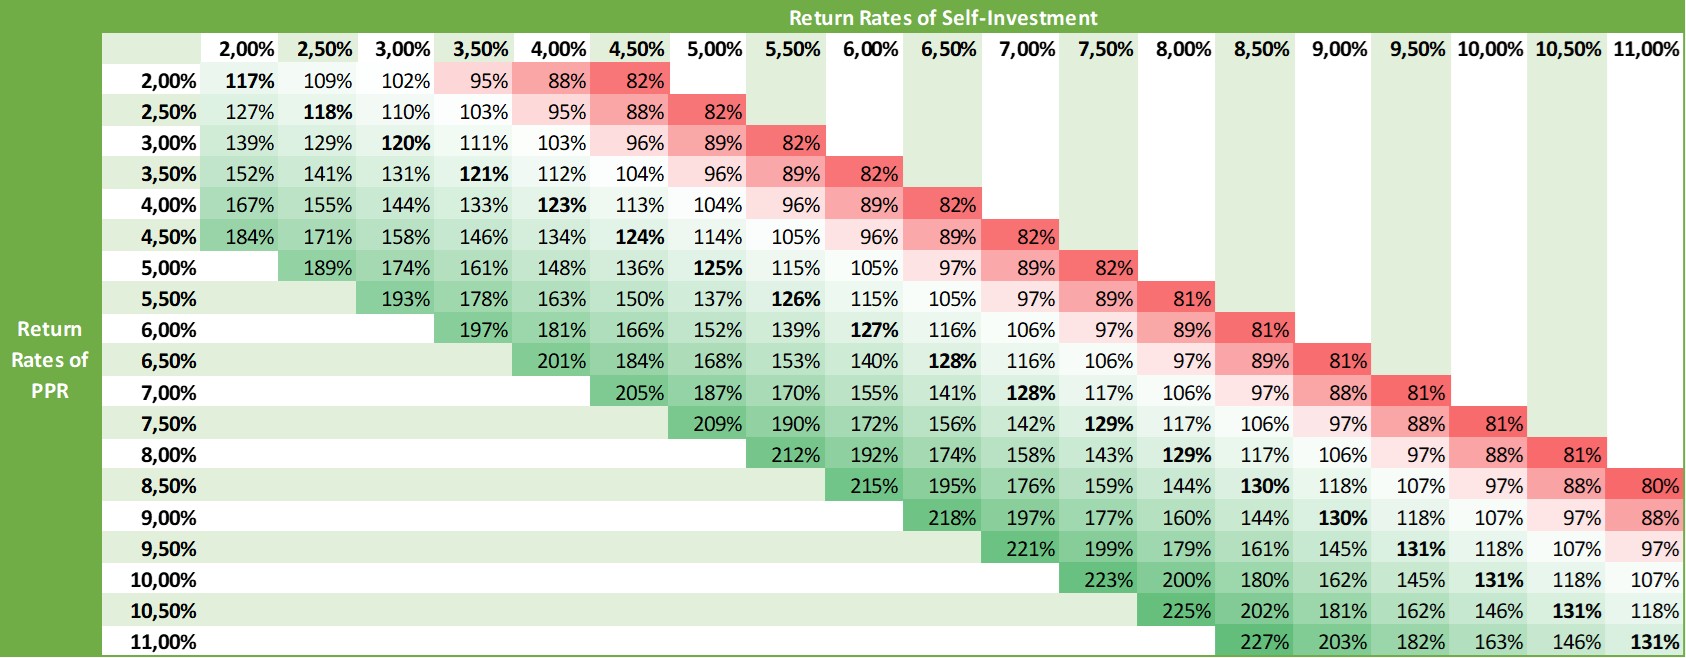 Return Rates of Self-Investment
2,00% 2,50% 3,00% 3,50% 4,00% 4,50% 5,00% 5,50% 6,00% 6,50% 7,00% 7,50% 8,00% 8,50% 9,00% 9,50% 10,00% 10,50% 11,00%
2,00% 117% 109% 102% 95% 88% 82%
2,50% 127% 118% 110% 103% 95% 88% 82%
3,00% 139% 129% 120% 111% 103% 96% 89% 82%
3,50% 152% 141% 131% 121% 112% 104% 96% 89% 82%
4,00% 167% 155% 144% 133% 123% 113% 104% 96% 89% 82%
4,50% 184% 171% 158% 146% 134% 124% 114% 105% 96% 89% 82%
5,00% 189% 174% 161% 148% 136% 125% 115% 105% 97% 89% 82%
5,50% 193% 178% 163% 150% 137% 126% 115% 105% 97% 89% 81%
Return
6,00% 197% 181% 166% 152% 139% 127% 116% 106% 97% 89% 81%
Rates of
6,50% 201% 184% 168% 153% 140% 128% 116% 106% 97% 89% 81%
PPR
7,00% 205% 187% 170% 155% 141% 128% 117% 106% 97% 88% 81%
7,50% 209% 190% 172% 156% 142% 129% 117% 106% 97% 88% 81%
8,00% 212% 192% 174% 158% 143% 129% 117% 106% 97% 88% 81%
8,50% 215% 195% 176% 159% 144% 130% 118% 107% 97% 88% 80%
9,00% 218% 197% 177% 160% 144% 130% 118% 107% 97% 88%
9,50% 221% 199% 179% 161% 145% 131% 118% 107% 97%
10,00% 223% 200% 180% 162% 145% 131% 118% 107%
10,50% 225% 202% 181% 162% 146% 131% 118%
11,00% 227% 203% 182% 163% 146% 131%